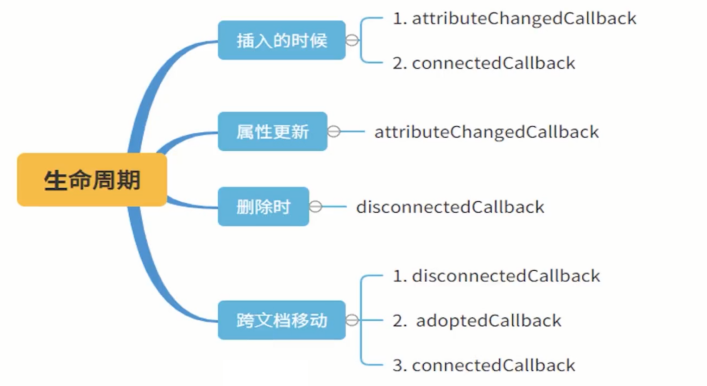 生命周期
插入的时候
1. attributeChangedCallback
2. connectedCallback
属性更新
attributeChangedCallback
删除时
disconnectedCallback
跨文档移动
1. disconnectedCallback
2. adoptedCallback
3. connectedCallback